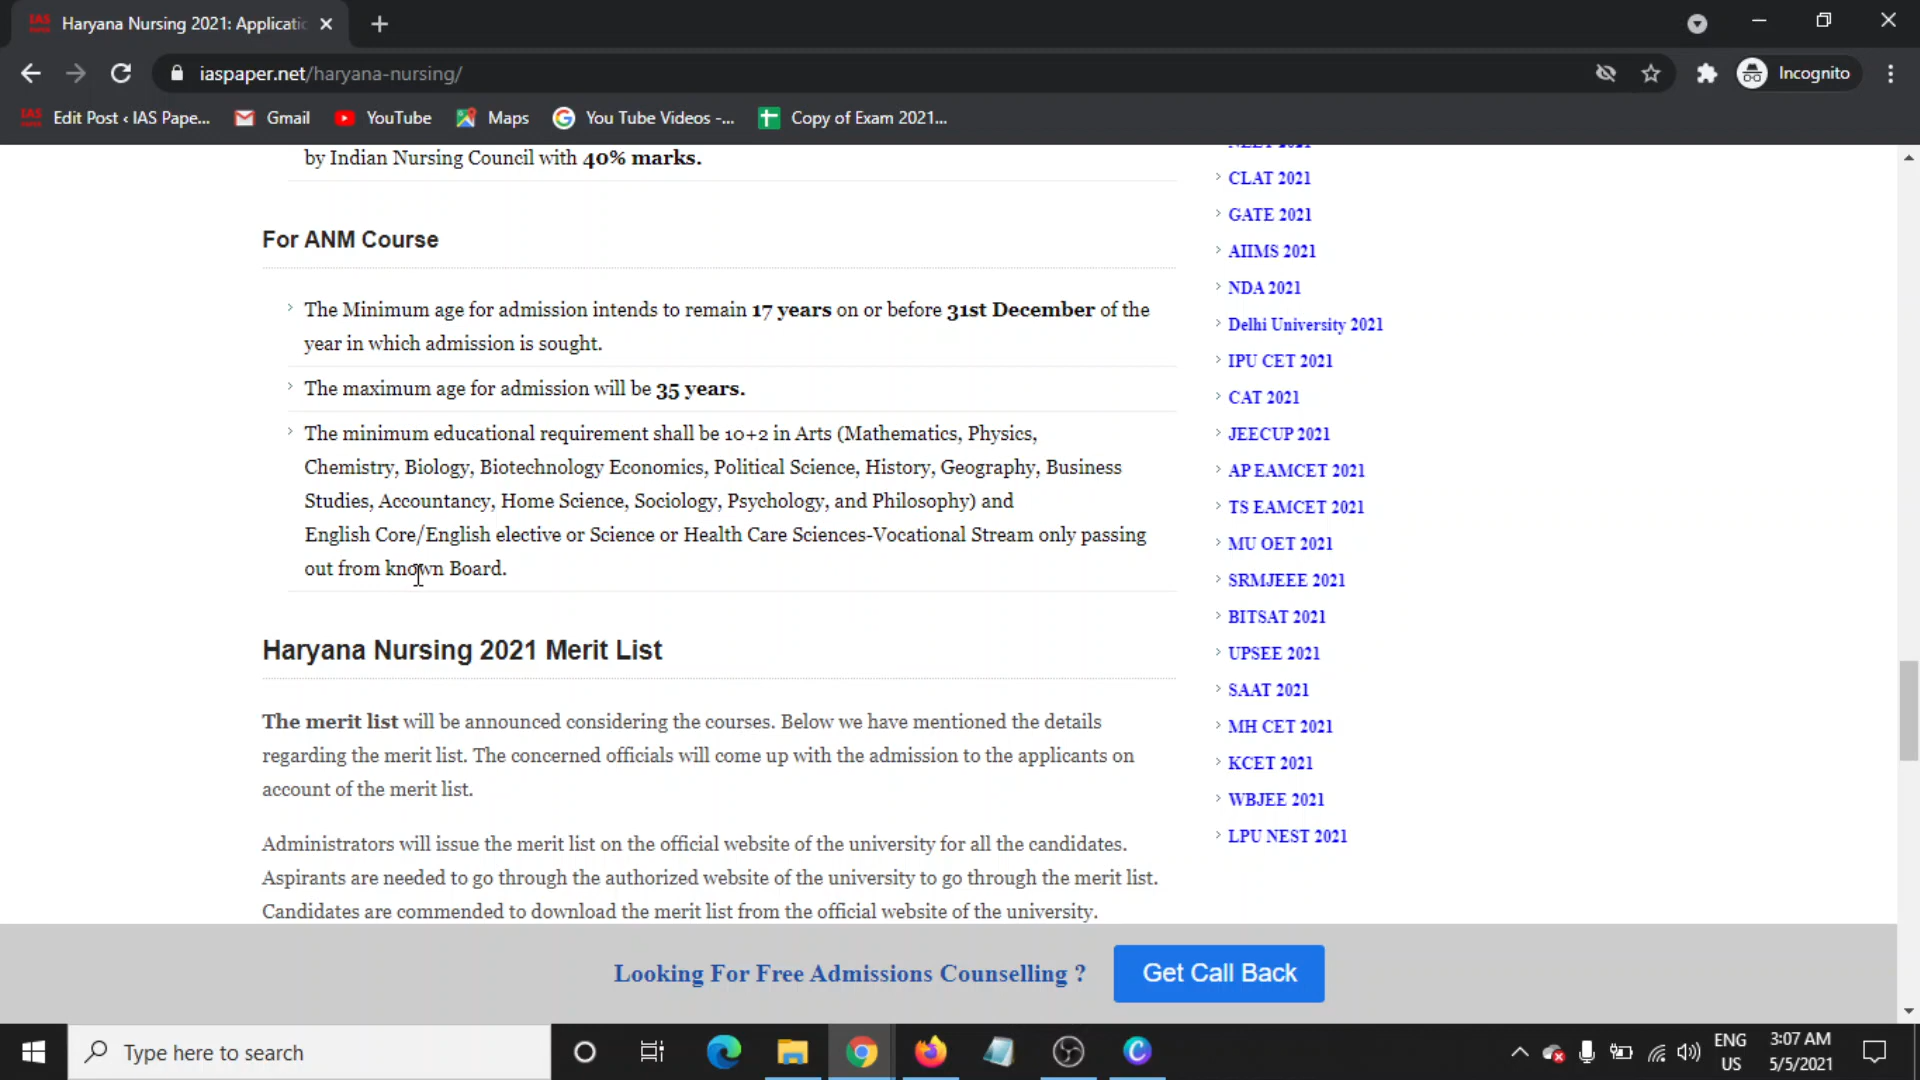 Haryana Nursing 2021: Applicatio
iaspaper.net/haryana-nursing/
Incognito
IAS
Edit Post ‹ IAS Pape...
Gmail
YouTube
Maps
You Tube Videos -...
Copy of Exam 2021...
by Indian Nursing Council with 40% marks.
For ANM Course
The Minimum age for admission intends to remain 17 years on or before 31st December of the
year in which admission is sought.
The maximum age for admission will be 35 years.
The minimum educational requirement shall be 10+2 in Arts (Mathematics, Physics,
Chemistry, Biology, Biotechnology Economics, Political Science, History, Geography, Business
Studies, Accountancy, Home Science, Sociology, Psychology, and Philosophy) and
English Core/English elective or Science or Health Care Sciences-Vocational Stream only passing
out from known Board.
Haryana Nursing 2021 Merit List
The merit list will be announced considering the courses. Below we have mentioned the details
regarding the merit list. The concerned officials will come up with the admission to the applicants on
account of the merit list.
Administrators will issue the merit list on the official website of the university for all the candidates.
Aspirants are needed to go through the authorized website of the university to go through the merit list.
Candidates are commended to download the merit list from the official website of the university.
CLAT 2021
GATE 2021
AIIMS 2021
NDA 2021
Delhi University 2021
IPU CET 2021
CAT 2021
JEECUP 2021
AP EAMCET 2021
TS EAMCET 2021
MU OET 2021
SRMJEEE 2021
BITSAT 2021
UPSEE 2021
SAAT 2021
MH CET 2021
KCET 2021
WBJEE 2021
LPU NEST 2021
Looking For Free Admissions Counselling ?
Get Call Back
Type here to search
ENG
US
3:07 AM
5/5/2021